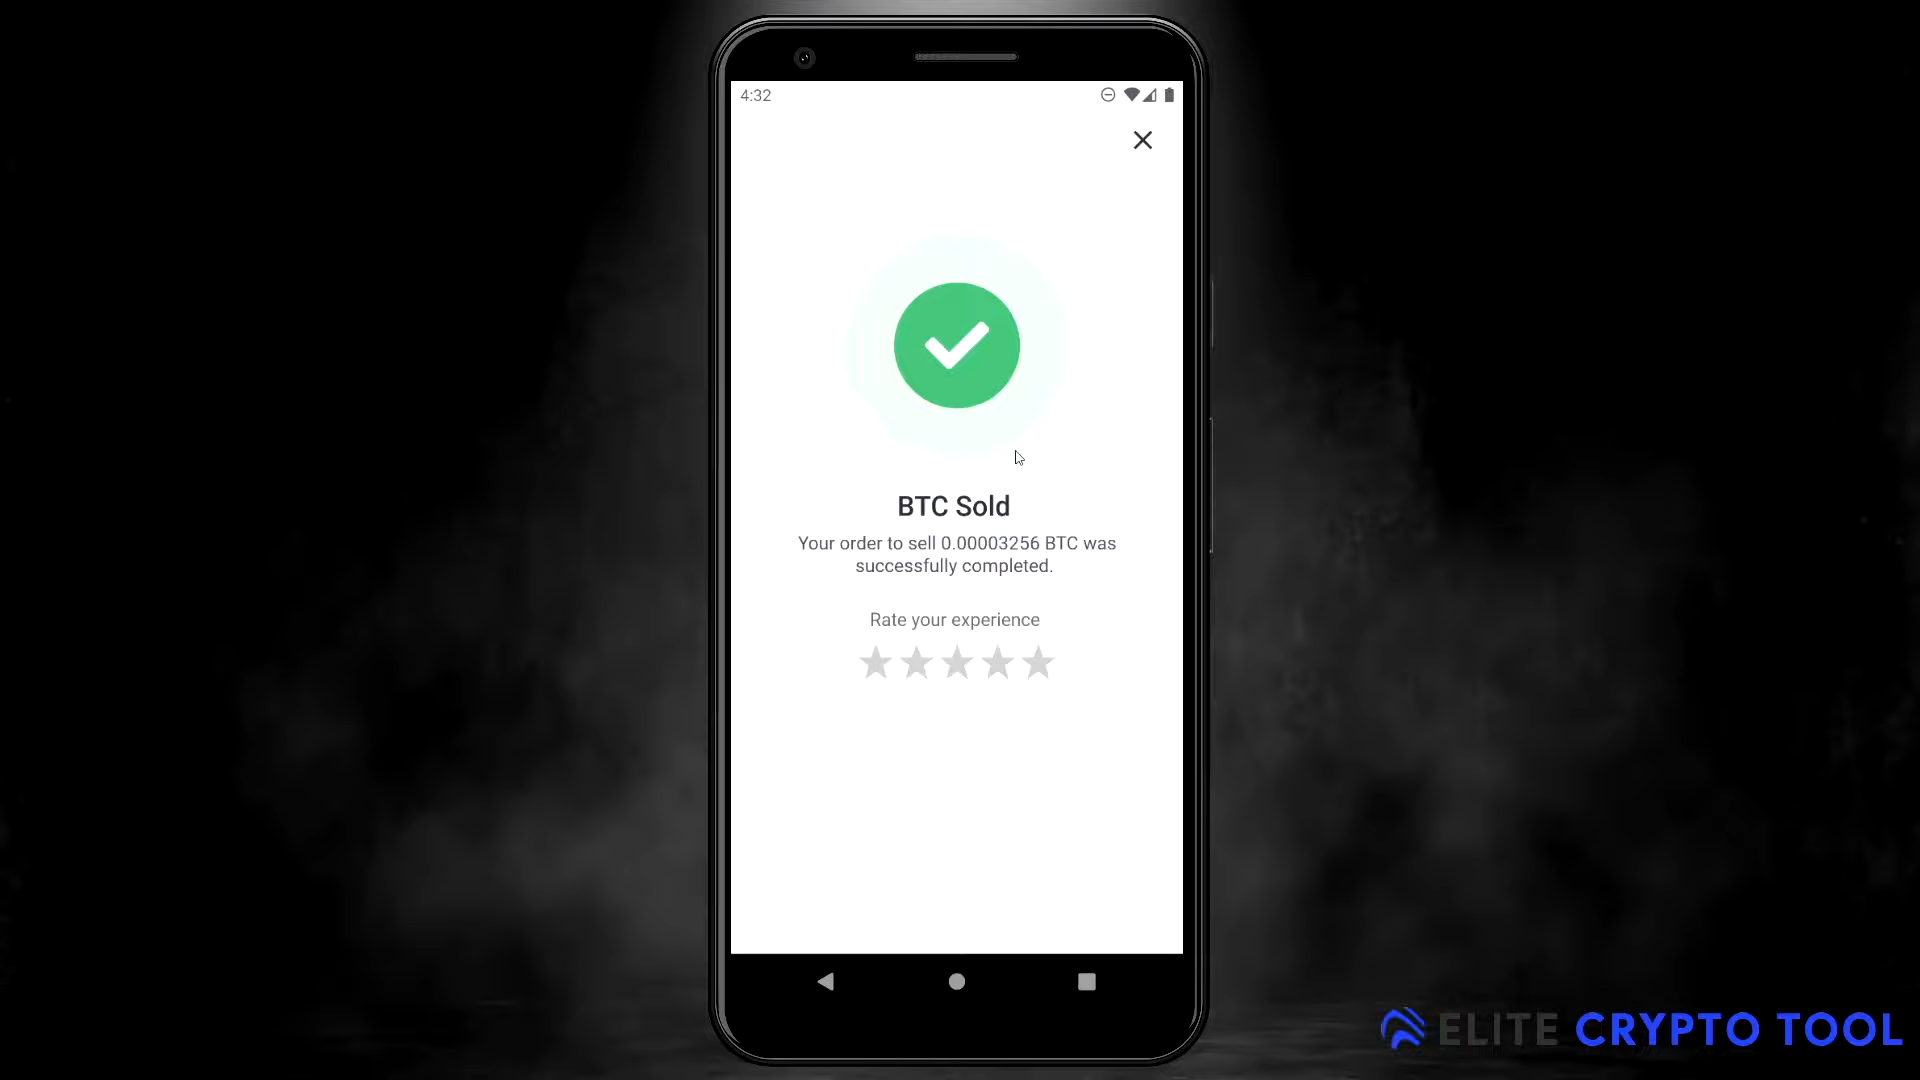 4:32
BTC Sold
Your order to sell 0.00003256 BTC was
successfully completed.
Rate your experience
ELITE CRYPTO TOOL